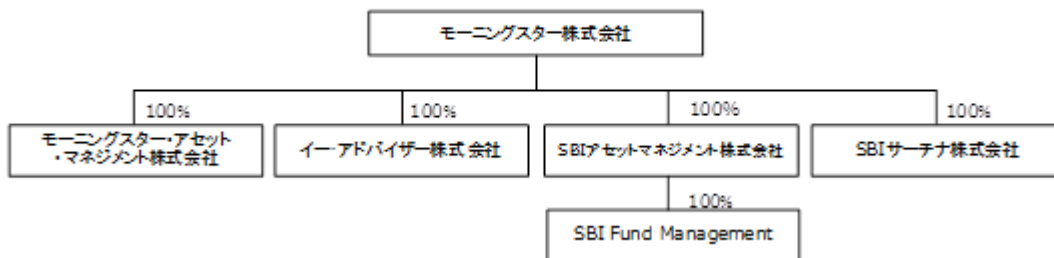 モーニングスター株式会社
100%
100%
100%
100%
モーニングスター・アセット
・マネジメント株式会社
イー・アドバイザー株式会社
SBIアセットマネジメント株式会社
SBIサーチナ株式会社
100%
SBI Fund Management